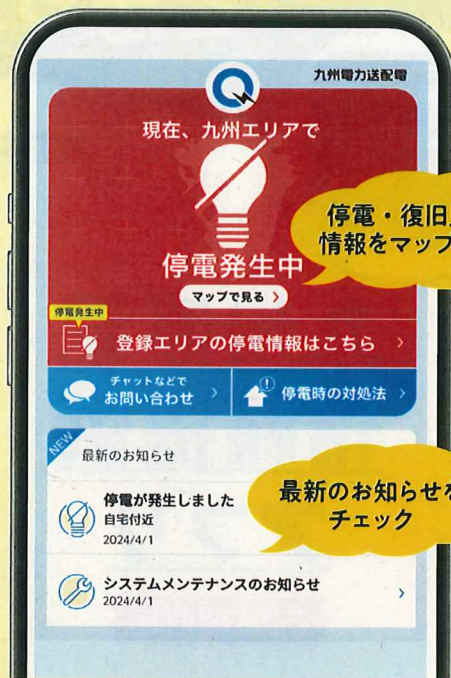 九州電力送配電
現在、九州エリアで
停電・復旧
情報をマップ
停電発生中
マップで見る
停電発生中
登録エリアの停電情報はこちら
チャットなどで
お問い合わせ
停電時の対処法
NEW
最新のお知らせ
停電が発生しました
自宅付近
2024/4/1
最新のお知らせを
チェック
システムメンテナンスのお知らせ
2024/4/1